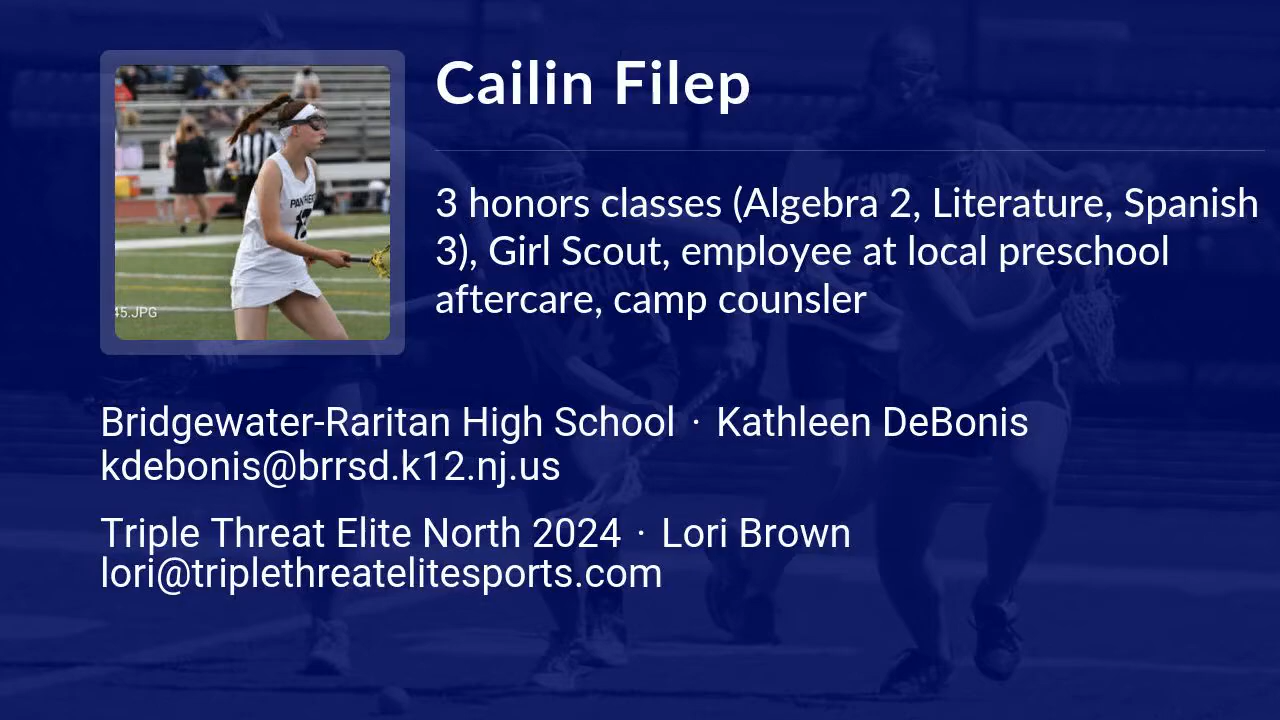 Cailin Filep
3 honors classes (Algebra 2, Literature, Spanish
3), Girl Scout, employee at local preschool
aftercare, camp counsler
45.JPG
Bridgewater-Raritan High School · Kathleen DeBonis
kdebonis@brrsd.k12.nj.us
Triple Threat Elite North 2024 · Lori Brown
lori@triplethreatelitesports.com